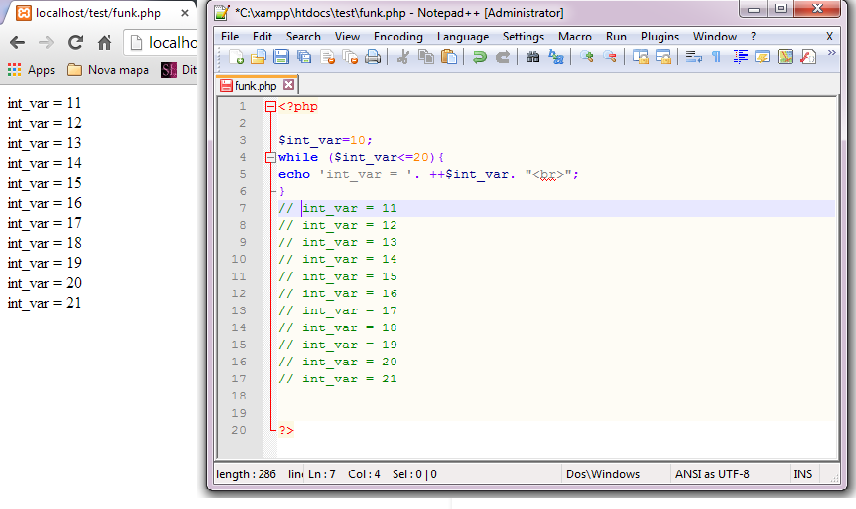 localhost/test/funk.php
localho
Apps
Nova mapa
Dit
int_var = 11
int_var = 12
int_var = 13
int_var = 14
int_var = 15
int_var = 16
int_var = 17
int_var = 18
int_var = 19
int_var = 20
int_var = 21
*C:\xampp\htdocs\test\funk.php - Notepad++ [Administrator]
File Edit Search View Encoding Language Settings Macro Run Plugins Window ? X
funk.php
1 <?php
2
3 $int_var=10;
4 while ($int_var<=20){
5 echo 'int_var = '. ++$int_var. "<br>";
6 }
7 // int_var = 11
8 // int_var = 12
9 // int_var = 13
10 // int_var = 14
11 // int_var = 15
12 // int_var = 16
13 // int_var = 17
14 // int_var = 18
15 // int_var = 19
16 // int_var = 20
17 // int_var = 21
18
19
20 ?>
length : 286 line Ln : 7 Col : 4 Sel : 0 | 0 Dos\Windows ANSI as UTF-8 INS